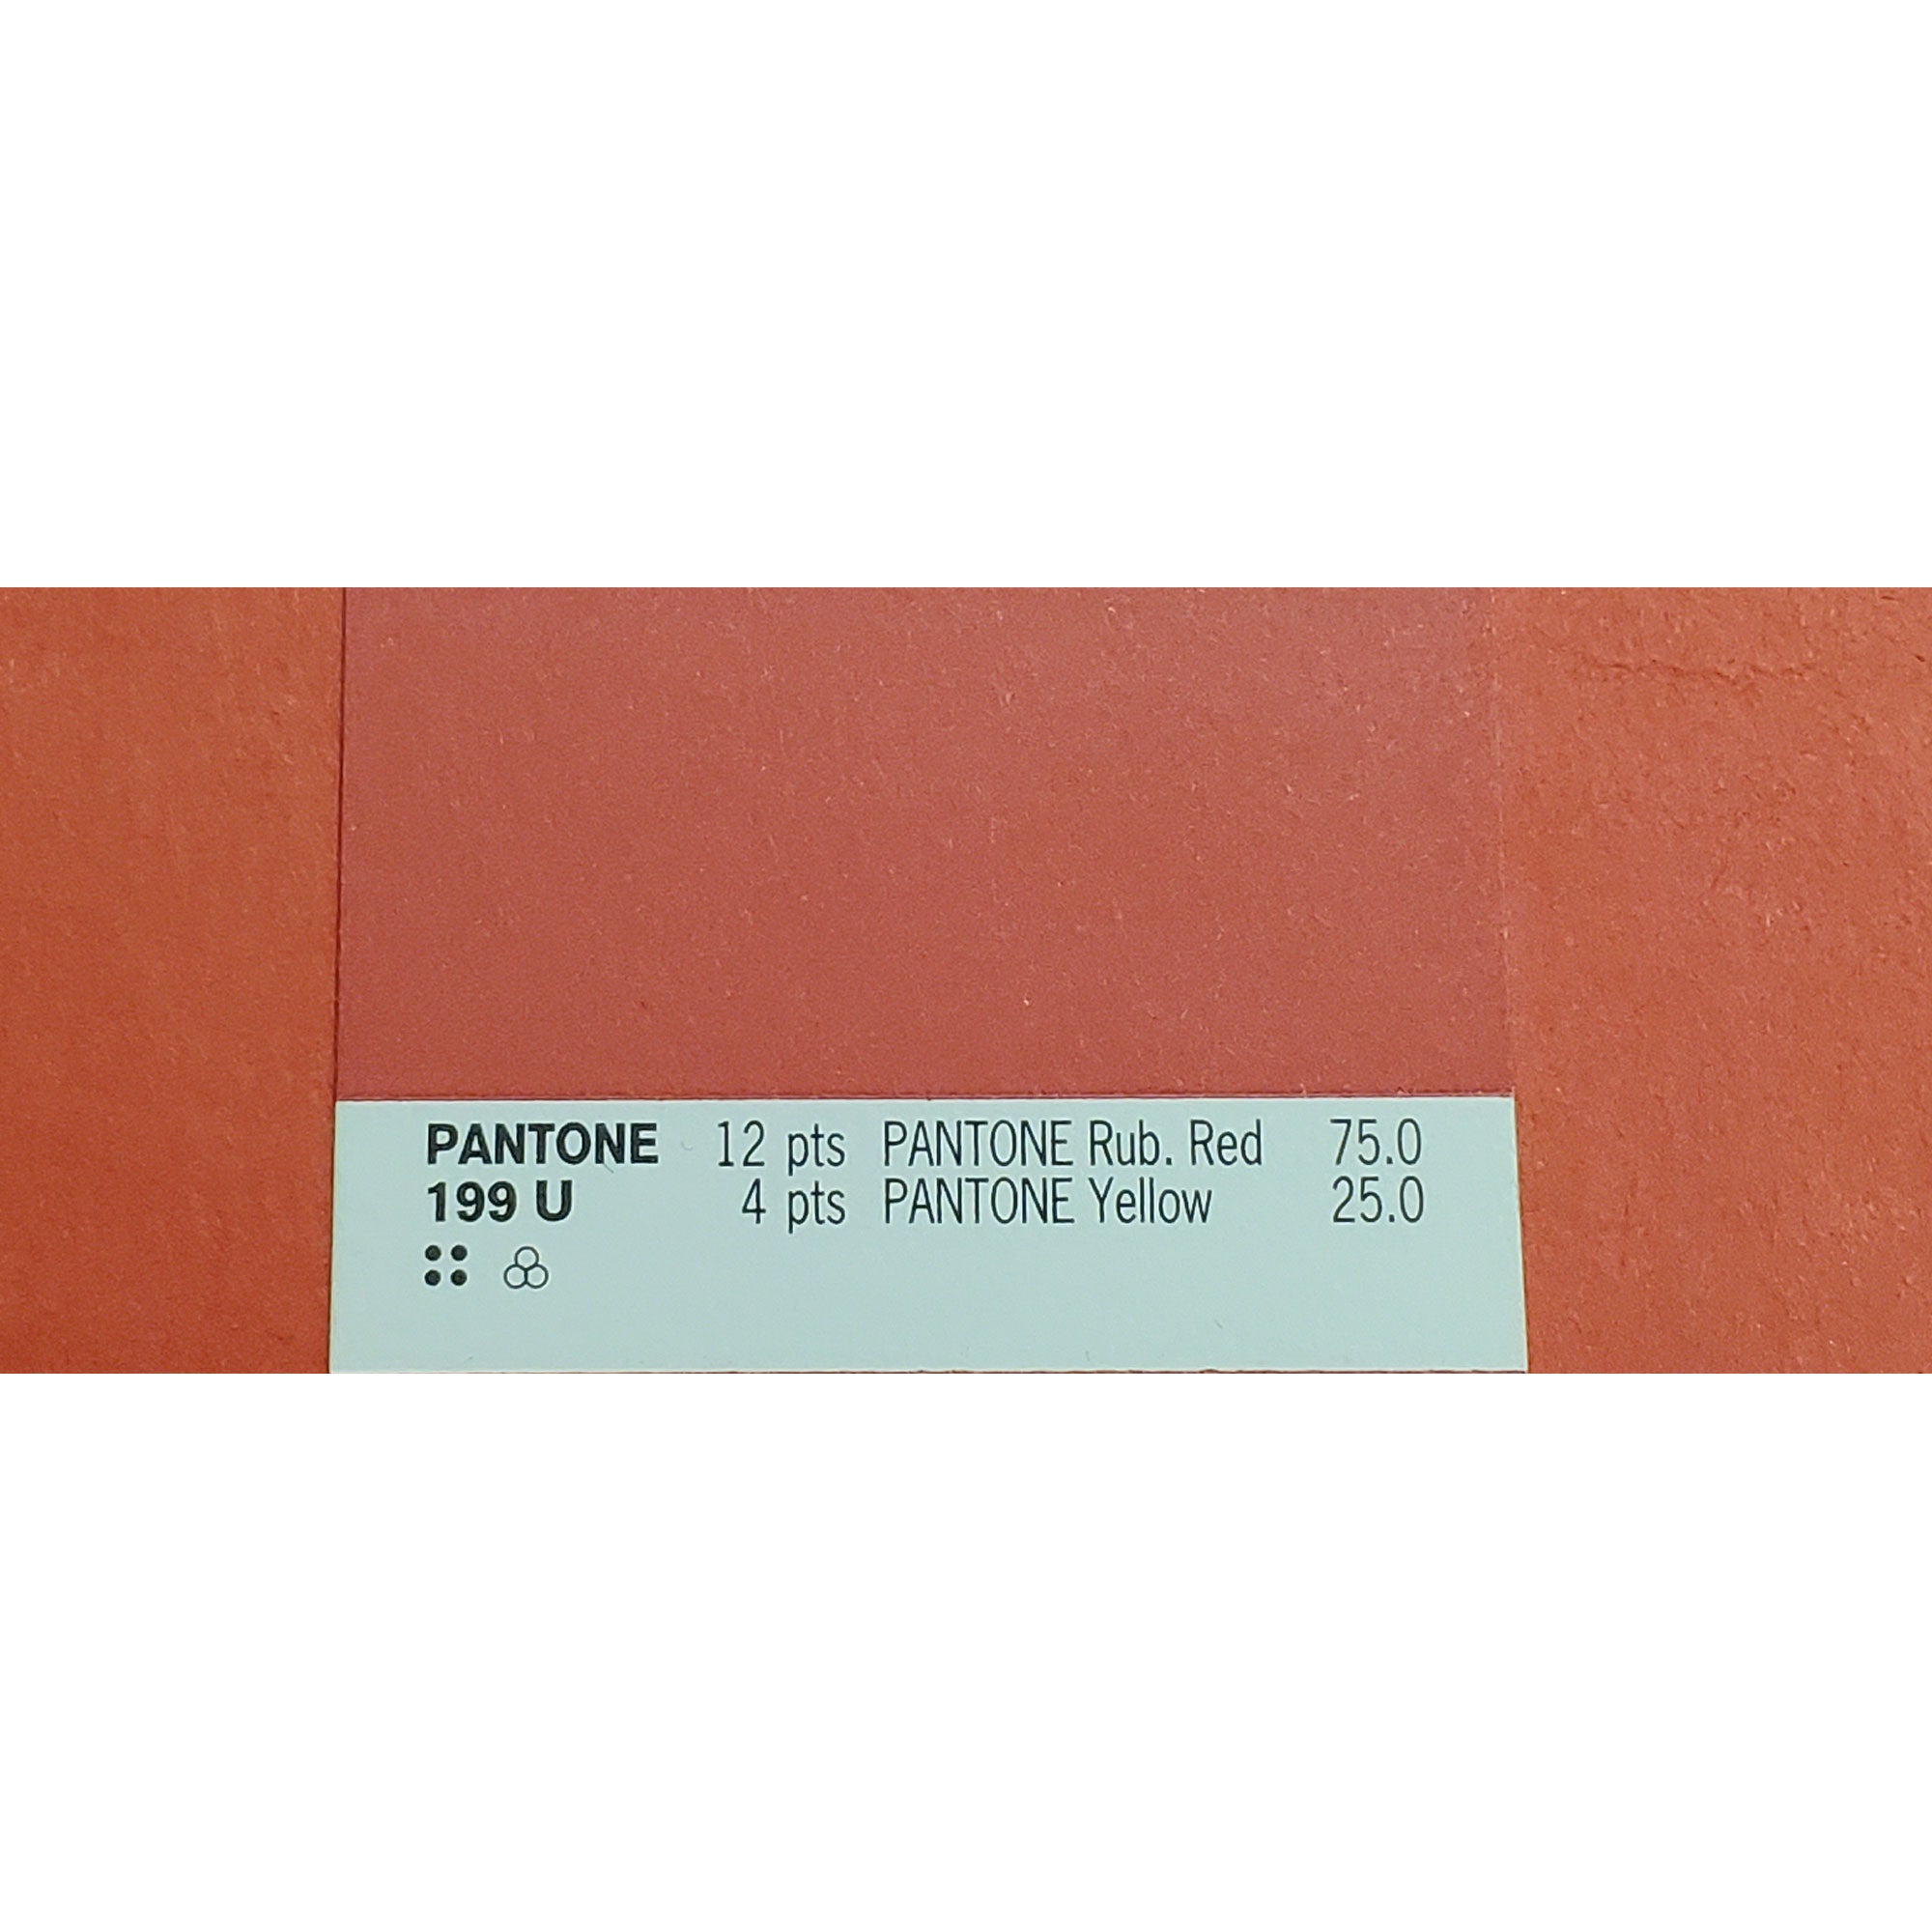 PANTONE 12 pts PANTONE Rub. Red 75.0
199 U 4 pts PANTONE Yellow 25.0